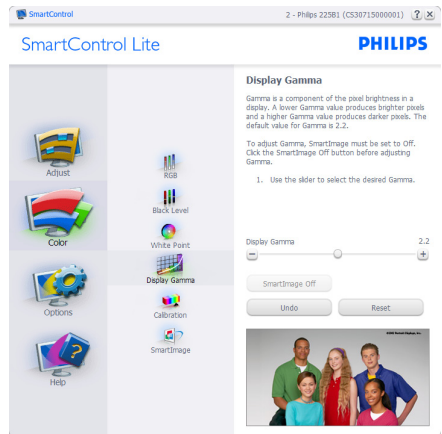 SmartControl
2 - Philips 225B1 (CS30715000001)
SmartControl Lite
PHILIPS
Adjust
Color
Options
Help
RGB
Black Level
White Point
Display Gamma
Calibration
SmartImage
Display Gamma
Gamma is a component of the pixel brightness in a
display. A lower Gamma value produces brighter pixels
and a higher Gamma value produces darker pixels. The
default value for Gamma is 2.2.
To adjust Gamma, SmartImage must be set to Off.
Click the SmartImage Off button before adjusting
Gamma.
1. Use the slider to select the desired Gamma.
Display Gamma 2.2
SmartImage Off
Undo
Reset